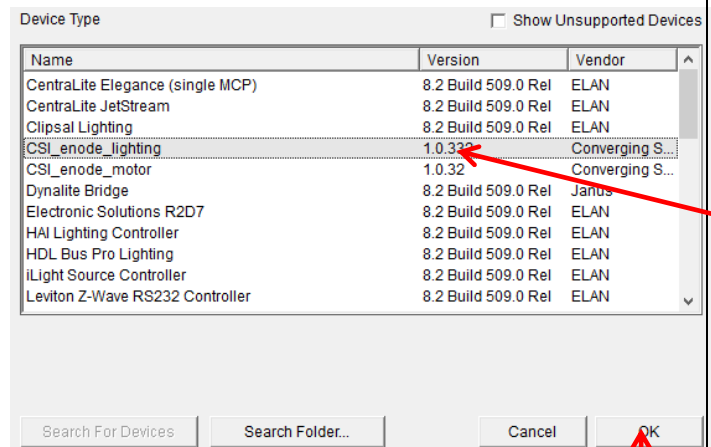 Device Type Show Unsupported Devices
Name Version Vendor
CentraLite Elegance (single MCP) 8.2 Build 509.0 Rel ELAN
CentraLite JetStream 8.2 Build 509.0 Rel ELAN
Clipsal Lighting 8.2 Build 509.0 Rel ELAN
CSI_enode_lighting 1.0.332 Converging S...
CSI_enode_motor 1.0.32 Converging S...
Dynalite Bridge 8.2 Build 509.0 Rel Janus
Electronic Solutions R2D7 8.2 Build 509.0 Rel ELAN
HAI Lighting Controller 8.2 Build 509.0 Rel ELAN
HDL Bus Pro Lighting 8.2 Build 509.0 Rel ELAN
iLight Source Controller 8.2 Build 509.0 Rel ELAN
Leviton Z-Wave RS232 Controller 8.2 Build 509.0 Rel ELAN
Search For Devices Search Folder... Cancel OK